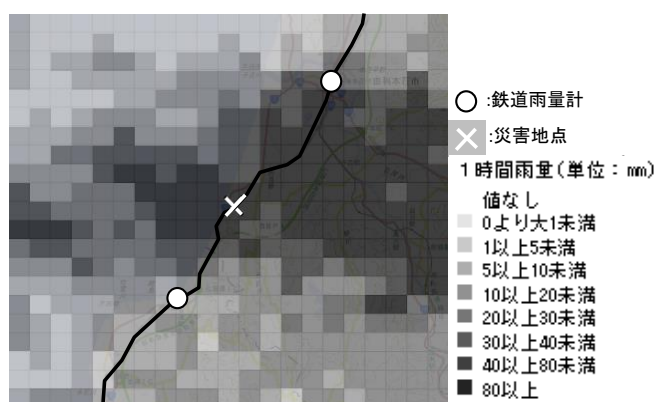 :鉄道雨量計
:災害地点
1時間雨量(単位:mm)
値なし
0より大1未満
1以上5未満
5以上10未満
10以上20未満
20以上30未満
30以上40未満
40以上80未満
80以上